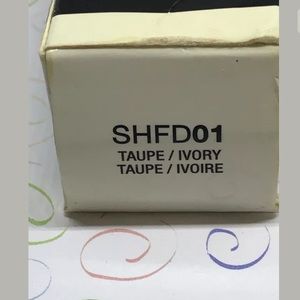 SHFD01
TAUPE / IVORY
TAUPE / IVOIRE